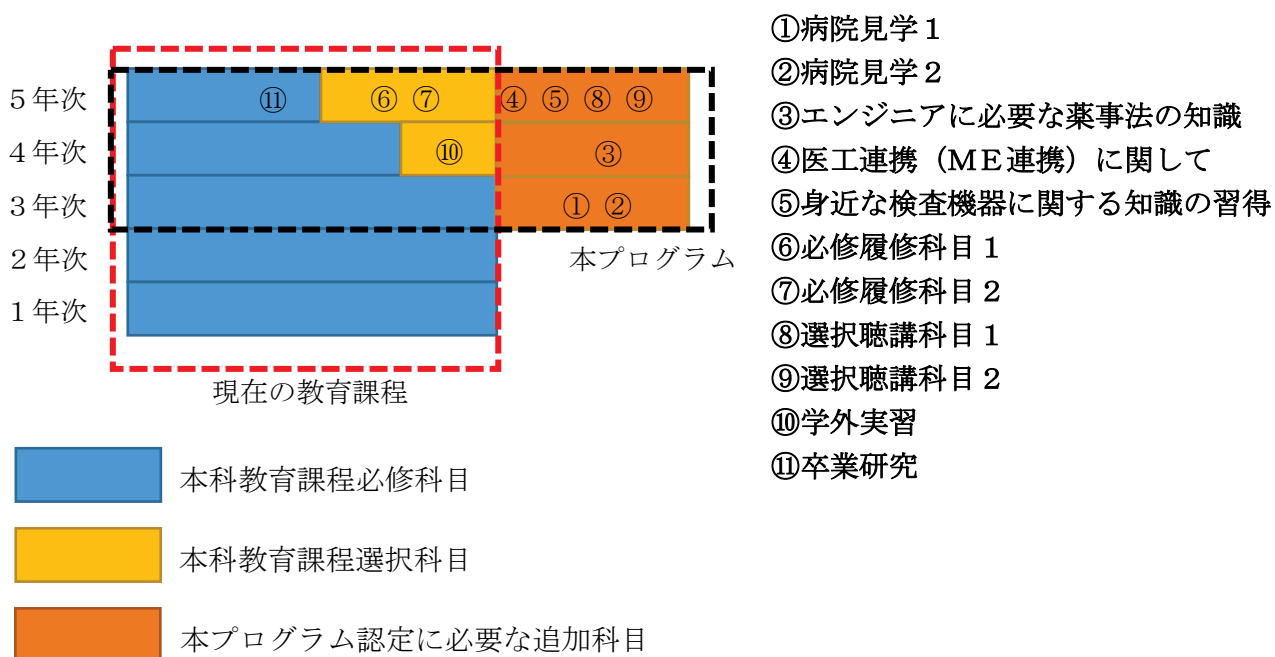 5年次
⑪
⑥ ⑦
④ ⑤ ⑧ ⑨
4年次
⑩
③
3年次
① ②
2年次
本プログラム
1年次
現在の教育課程
本科教育課程必修科目
本科教育課程選択科目
本プログラム認定に必要な追加科目
①病院見学1
②病院見学2
③エンジニアに必要な薬事法の知識
④医工連携（ME連携）に関して
⑤身近な検査機器に関する知識の習得
⑥必修履修科目1
⑦必修履修科目2
⑧選択聴講科目1
⑨選択聴講科目2
⑩学外実習
⑪卒業研究